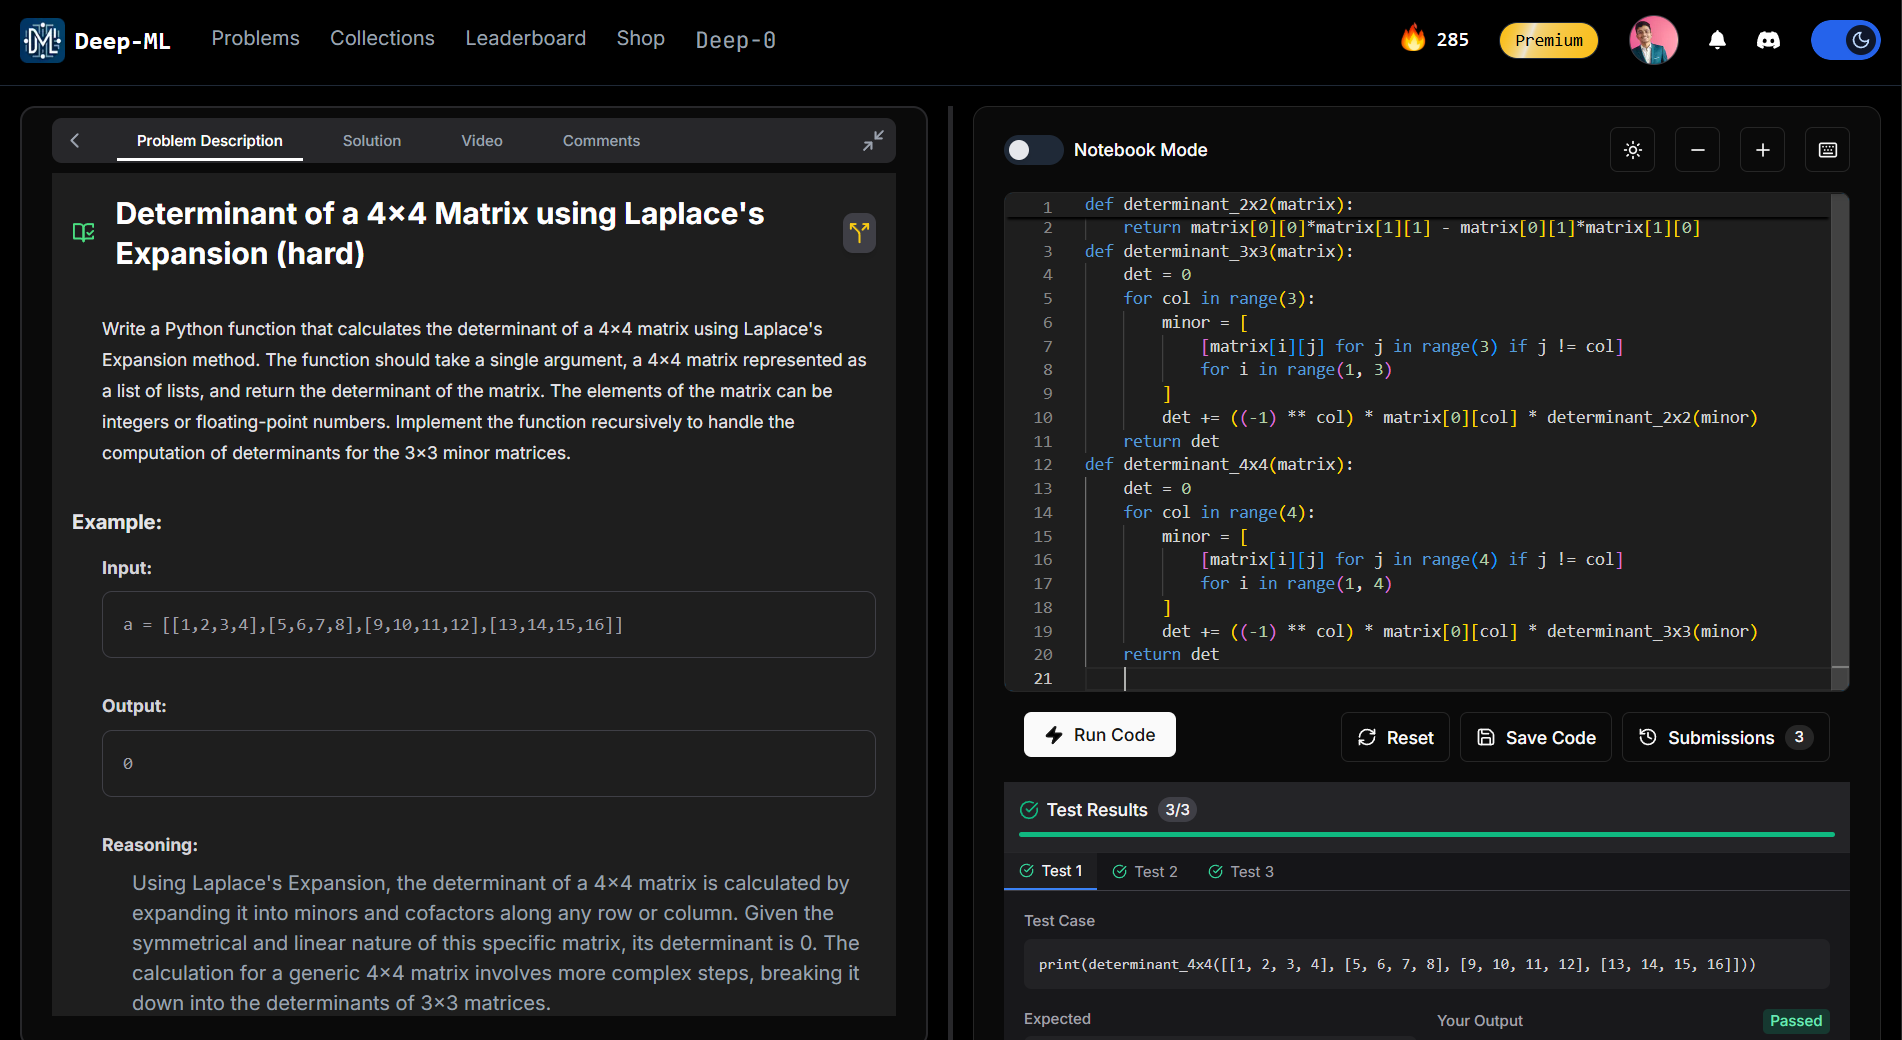 DML Deep-ML Problems Collections Leaderboard Shop Deep-0 285 Premium
Problem Description Solution Video Comments
Determinant of a 4×4 Matrix using Laplace's
Expansion (hard)
Write a Python function that calculates the determinant of a 4×4 matrix using Laplace's
Expansion method. The function should take a single argument, a 4×4 matrix represented as
a list of lists, and return the determinant of the matrix. The elements of the matrix can be
integers or floating-point numbers. Implement the function recursively to handle the
computation of determinants for the 3×3 minor matrices.
Example:
Input:
a = [[1,2,3,4],[5,6,7,8],[9,10,11,12],[13,14,15,16]]
Output:
0
Reasoning:
Using Laplace's Expansion, the determinant of a 4×4 matrix is calculated by
expanding it into minors and cofactors along any row or column. Given the
symmetrical and linear nature of this specific matrix, its determinant is 0. The
calculation for a generic 4×4 matrix involves more complex steps, breaking it
down into the determinants of 3×3 matrices.
Notebook Mode
1 def determinant_2x2(matrix):
2     return matrix[0][0]*matrix[1][1] - matrix[0][1]*matrix[1][0]
3 def determinant_3x3(matrix):
4     det = 0
5     for col in range(3):
6         minor = [
7             [matrix[i][j] for j in range(3) if j != col]
8             for i in range(1, 3)
9         ]
10         det += ((-1) ** col) * matrix[0][col] * determinant_2x2(minor)
11     return det
12 def determinant_4x4(matrix):
13     det = 0
14     for col in range(4):
15         minor = [
16             [matrix[i][j] for j in range(4) if j != col]
17             for i in range(1, 4)
18         ]
19         det += ((-1) ** col) * matrix[0][col] * determinant_3x3(minor)
20     return det
21
Run Code Reset Save Code Submissions 3
Test Results 3/3
Test 1 Test 2 Test 3
Test Case
print(determinant_4x4([[1, 2, 3, 4], [5, 6, 7, 8], [9, 10, 11, 12], [13, 14, 15, 16]]))
Expected Your Output Passed